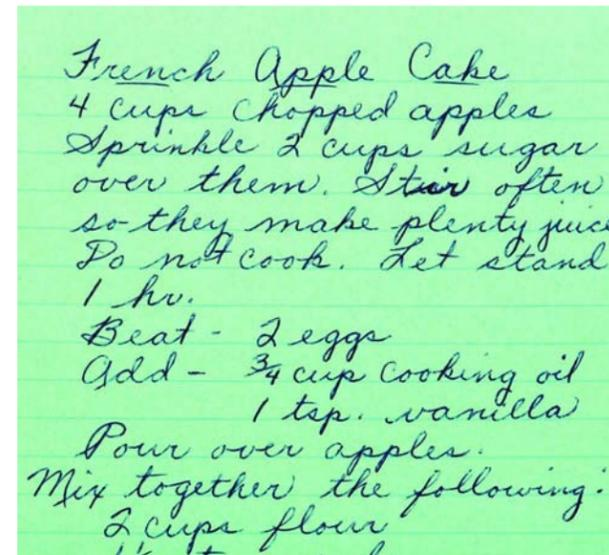 French Apple Cake
4 cups chopped apples
Sprinkle 2 cups sugar
over them. Stir often
so they make plenty juice
Do not cook. Let stand
1 hr.
Beat - 2 eggs
Add - 3/4 cup cooking oil
1 tsp. vanilla
Pour over apples.
Mix together the following:
2 cups flour